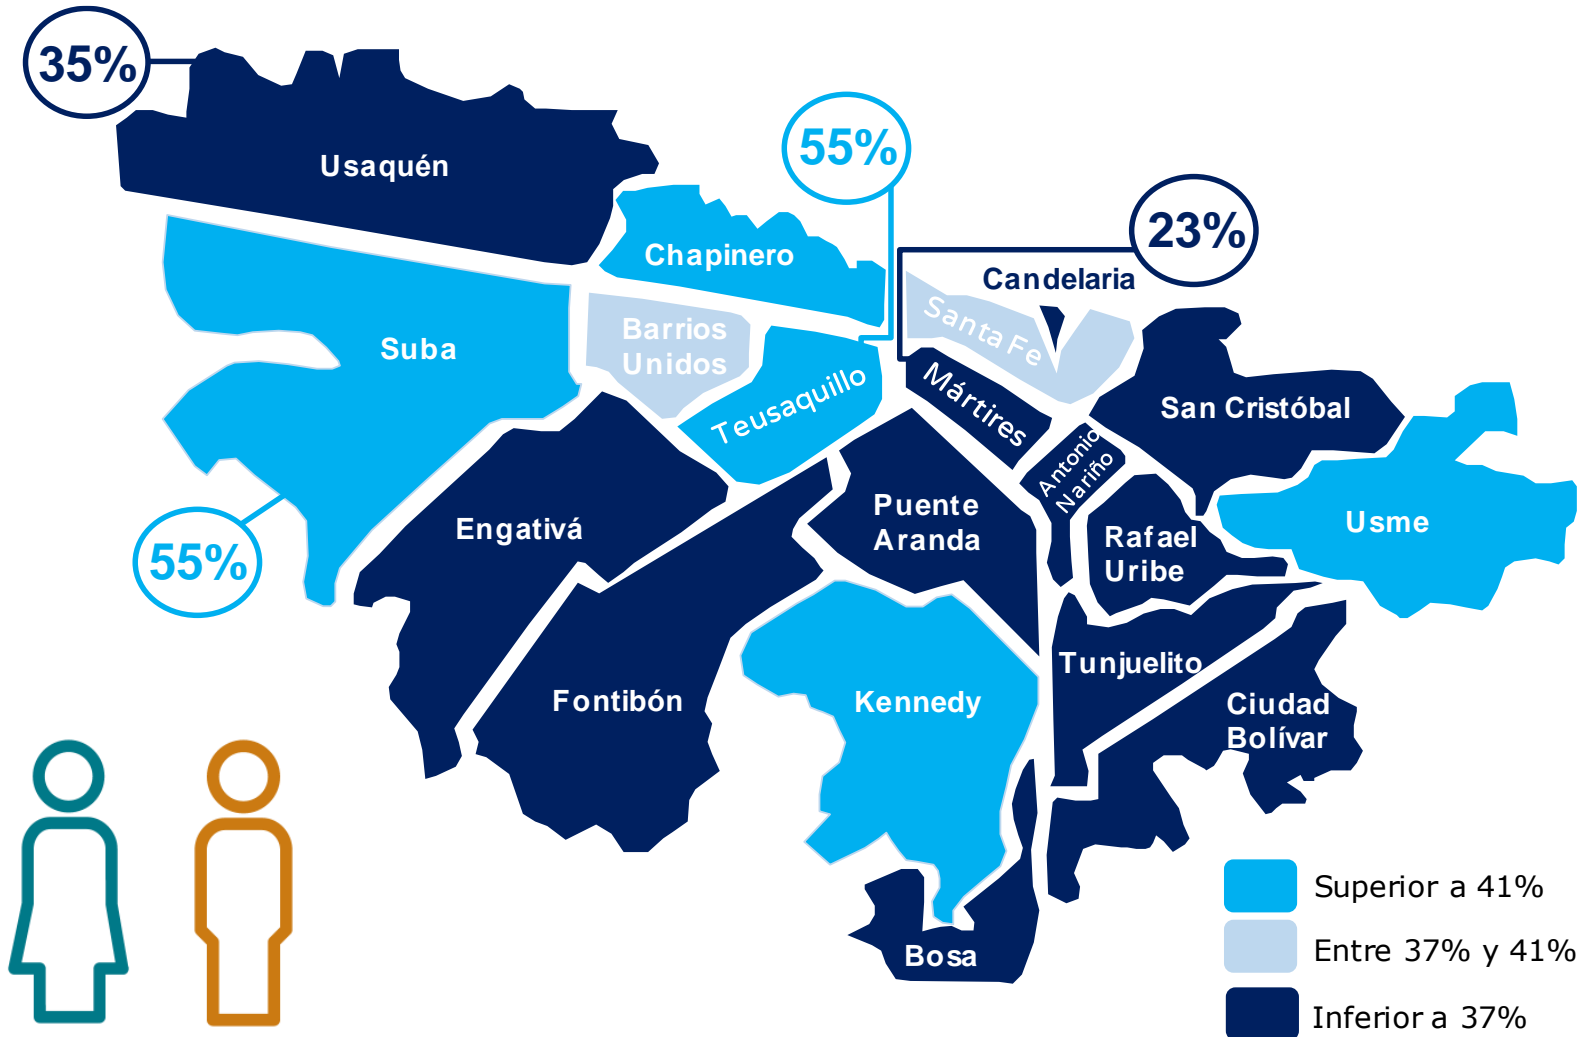 35%
Usaquén
55%
Chapinero
23%
Candelaria
Santa Fe
Barrios
Unidos
Suba
Teusaquillo
Mártires
San Cristóbal
Antonio
Nariño
Puente
Aranda
Engativá
Rafael
Uribe
Usme
55%
Tunjuelito
Fontibón
Kennedy
Ciudad
Bolívar
Bosa
Superior a 41%
Entre 37% y 41%
Inferior a 37%